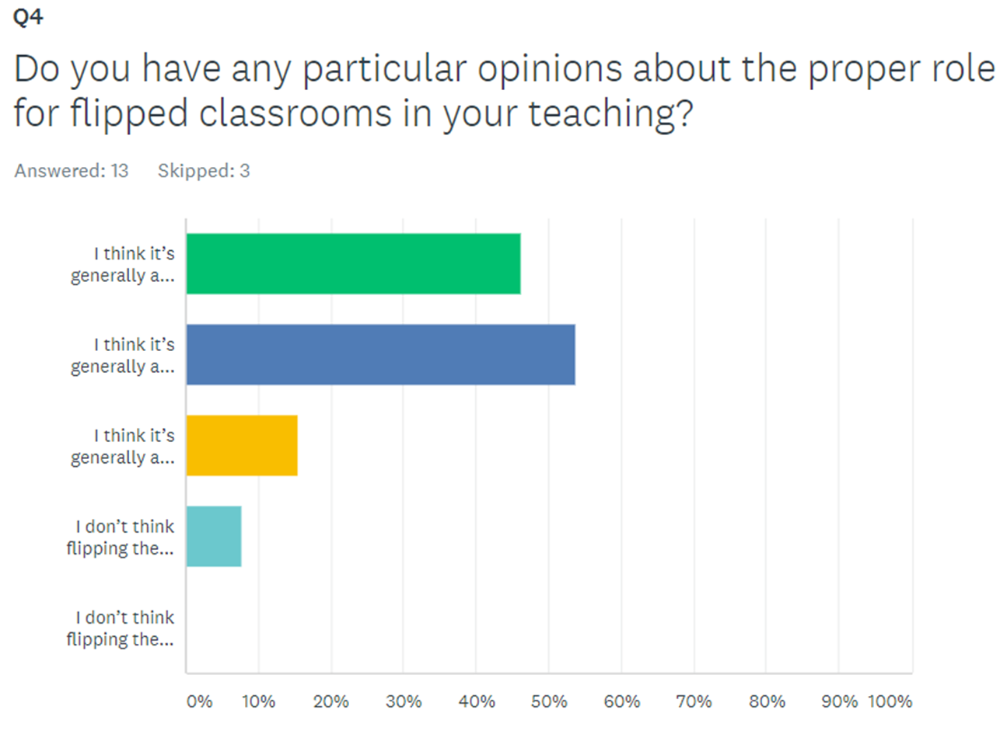 Q4
Do you have any particular opinions about the proper role
for flipped classrooms in your teaching?
Answered: 13 Skipped: 3
I think it’s
generally a...
I think it’s
generally a...
I think it’s
generally a...
I don’t think
flipping the...
I don’t think
flipping the...
0% 10% 20% 30% 40% 50% 60% 70% 80% 90% 100%